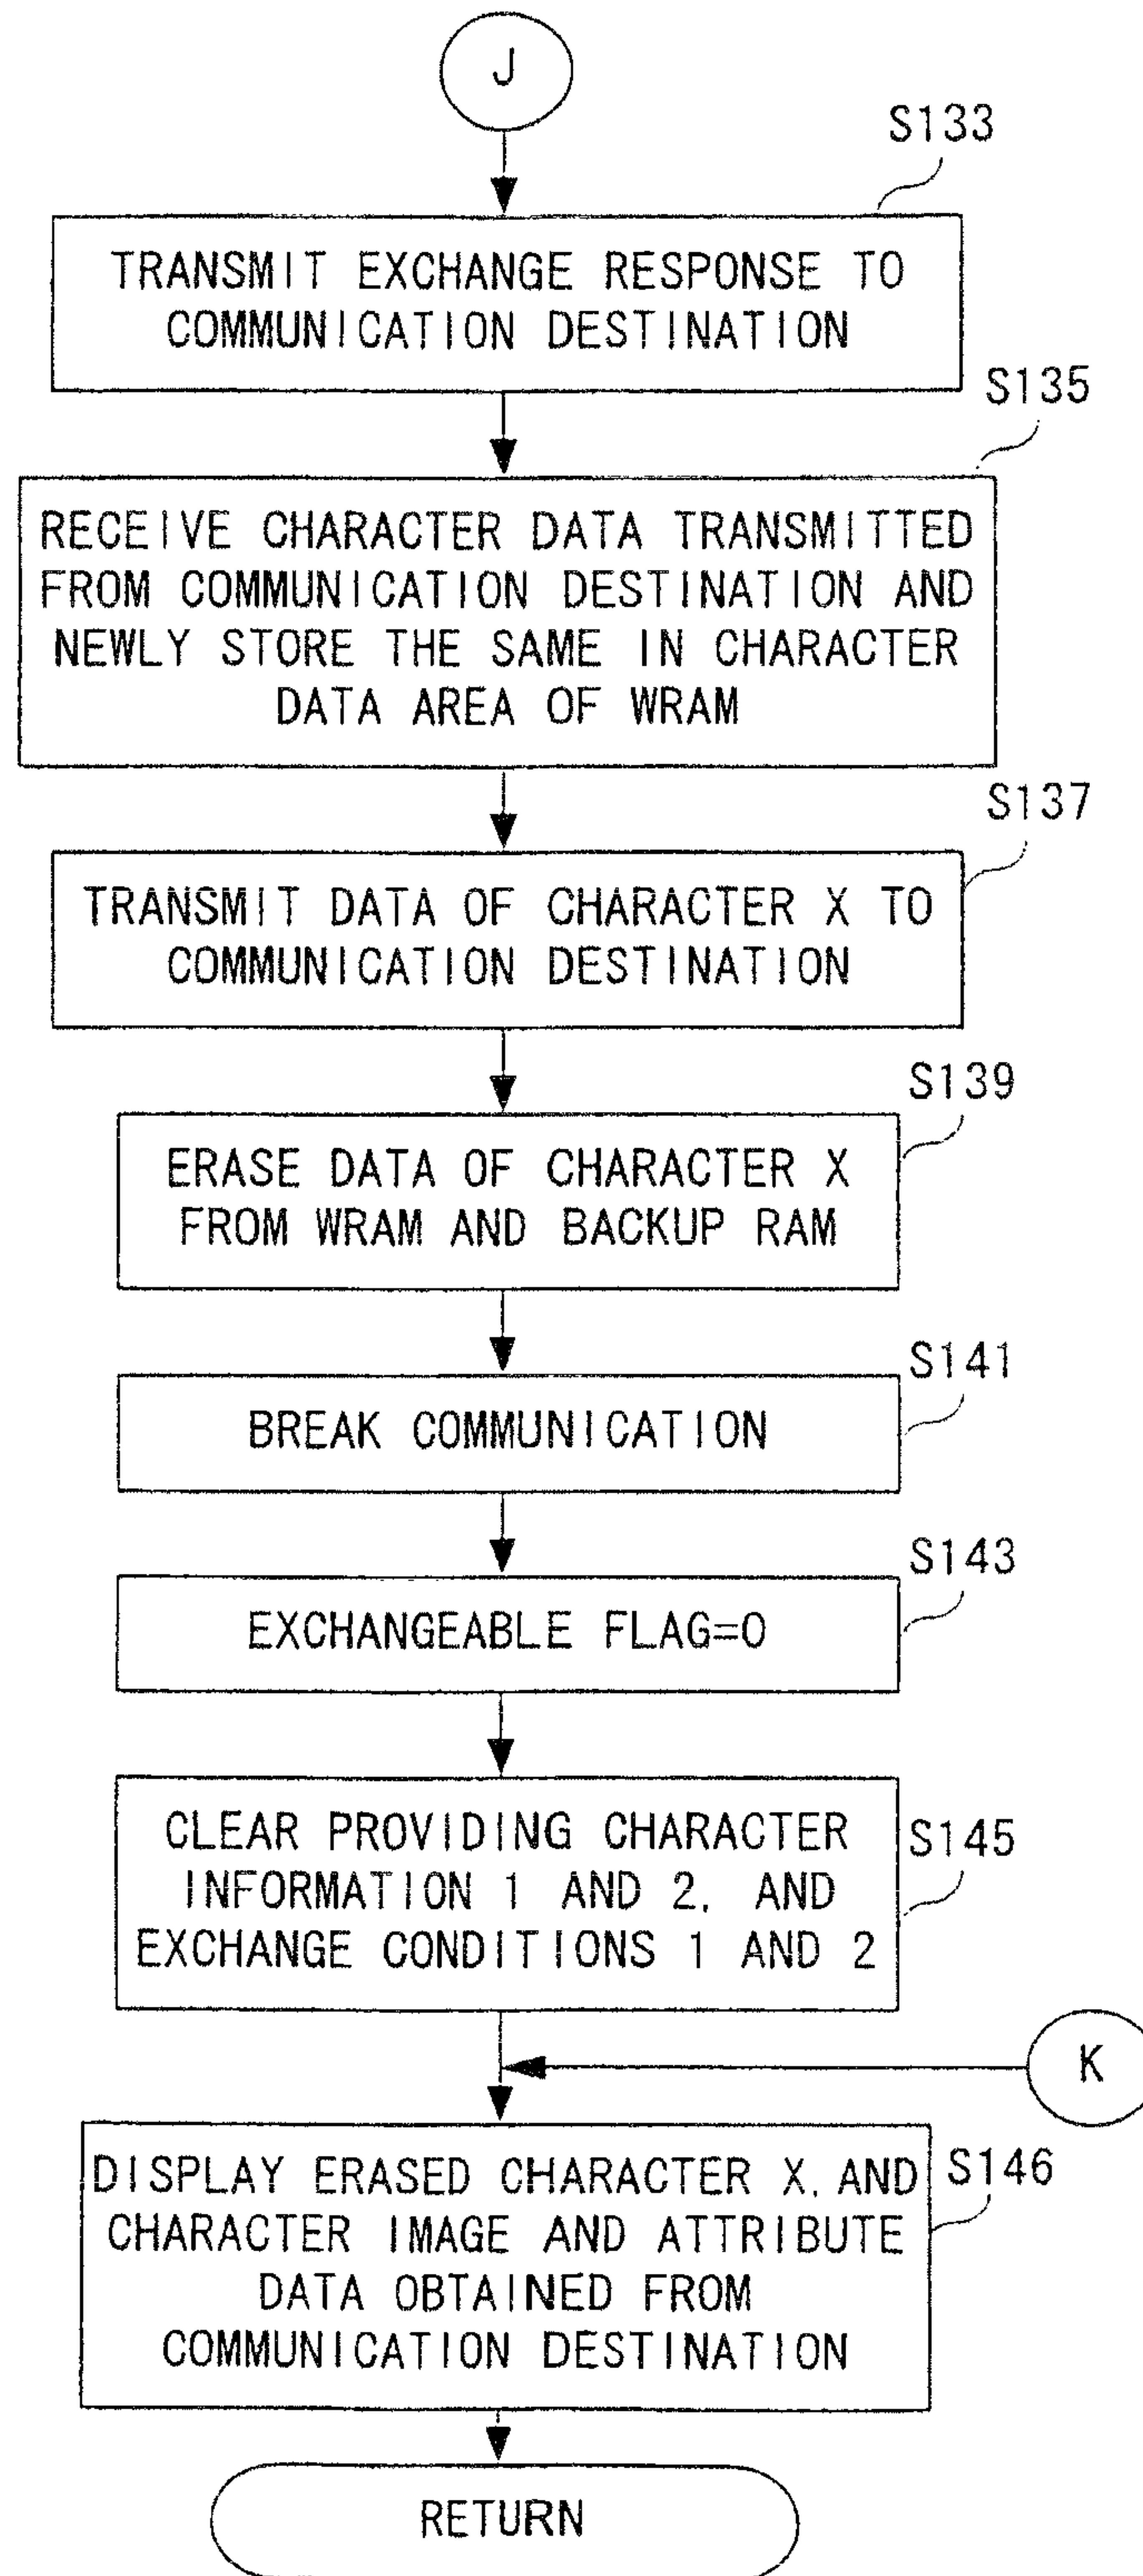 J
S133
TRANSMIT EXCHANGE RESPONSE TO
COMMUNICATION DESTINATION
S135
RECEIVE CHARACTER DATA TRANSMITTED
FROM COMMUNICATION DESTINATION AND
NEWLY STORE THE SAME IN CHARACTER
DATA AREA OF WRAM
S137
TRANSMIT DATA OF CHARACTER X TO
COMMUNICATION DESTINATION
S139
ERASE DATA OF CHARACTER X
FROM WRAM AND BACKUP RAM
S141
BREAK COMMUNICATION
S143
EXCHANGEABLE FLAG=0
CLEAR PROVIDING CHARACTER
S145
INFORMATION 1 AND 2, AND
EXCHANGE CONDITIONS 1 AND 2
K
DISPLAY ERASED CHARACTER X, AND
S146
CHARACTER IMAGE AND ATTRIBUTE
DATA OBTAINED FROM
COMMUNICATION DESTINATION
RETURN